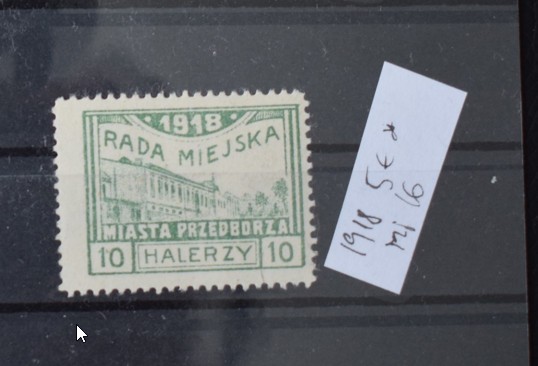 1918
RADA MIEJSKA
MIASTA PRZEDBORZA
10 HALERZY 10
1918 5€ *
Mi 16